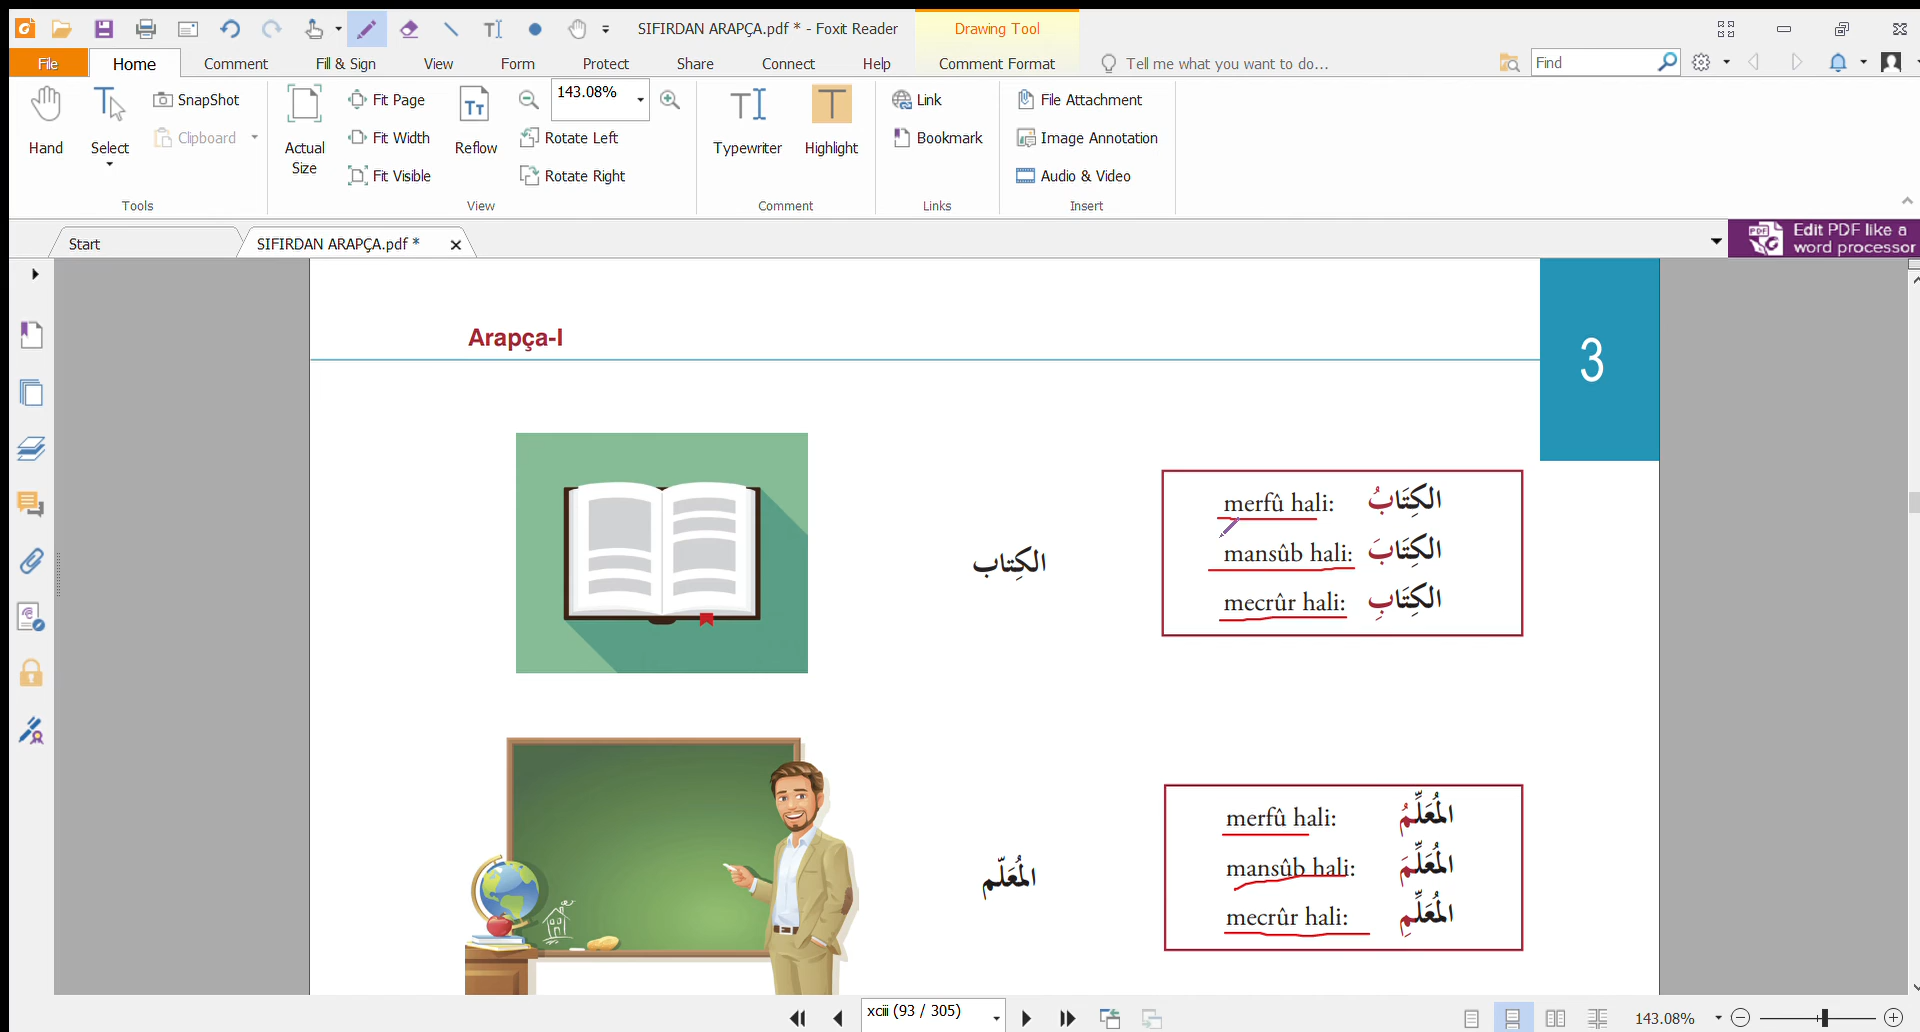 SIFIRDAN ARAPÇA.pdf * - Foxit Reader
Drawing Tool
File
Home
Comment
Fill & Sign
View
Form
Protect
Share
Connect
Help
Comment Format
Tell me what you want to do...
Find
Hand
Select
SnapShot
Clipboard
Tools
Actual Size
Fit Page
Fit Width
Fit Visible
Reflow
143.08%
Rotate Left
Rotate Right
View
Typewriter
Highlight
Comment
Link
Bookmark
Links
File Attachment
Image Annotation
Audio & Video
Insert
Start
SIFIRDAN ARAPÇA.pdf *
Edit PDF like a
word processor
Arapça-I
3
الكِتاب
merfû hali: الكِتَابُ
mansûb hali: الكِتَابَ
mecrûr hali: الكِتَابِ
المُعَلّم
merfû hali: المُعَلِّمُ
mansûb hali: المُعَلِّمَ
mecrûr hali: المُعَلِّمِ
xciii (93 / 305)
143.08%